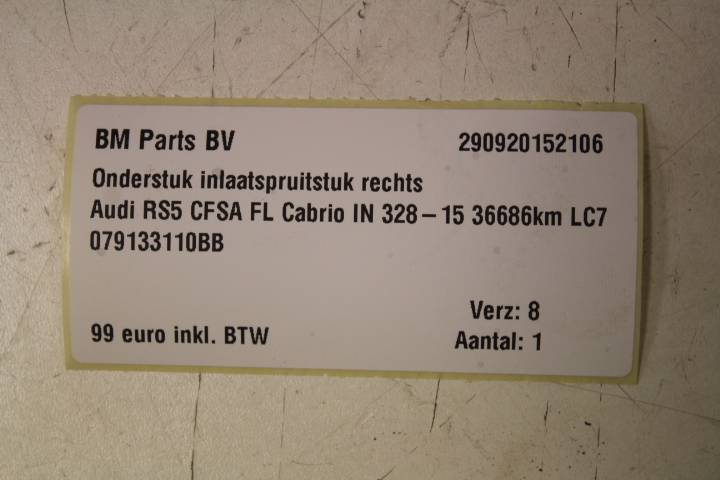 BM Parts BV 290920152106
Onderstuk inlaatspruitstuk rechts
Audi RS5 CFSA FL Cabrio IN 328 – 15 36686km LC7
079133110BB
Verz: 8
99 euro inkl. BTW Aantal: 1